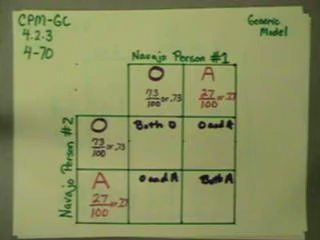 CPM-GC
4.2.3
4-70
Generic
Model
Navajo Person #1
O
A
73/100 or .73
27/100 or .27
Navajo Person #2
O
73/100 or .73
Both O
O and A
A
27/100 or .27
O and A
Both A